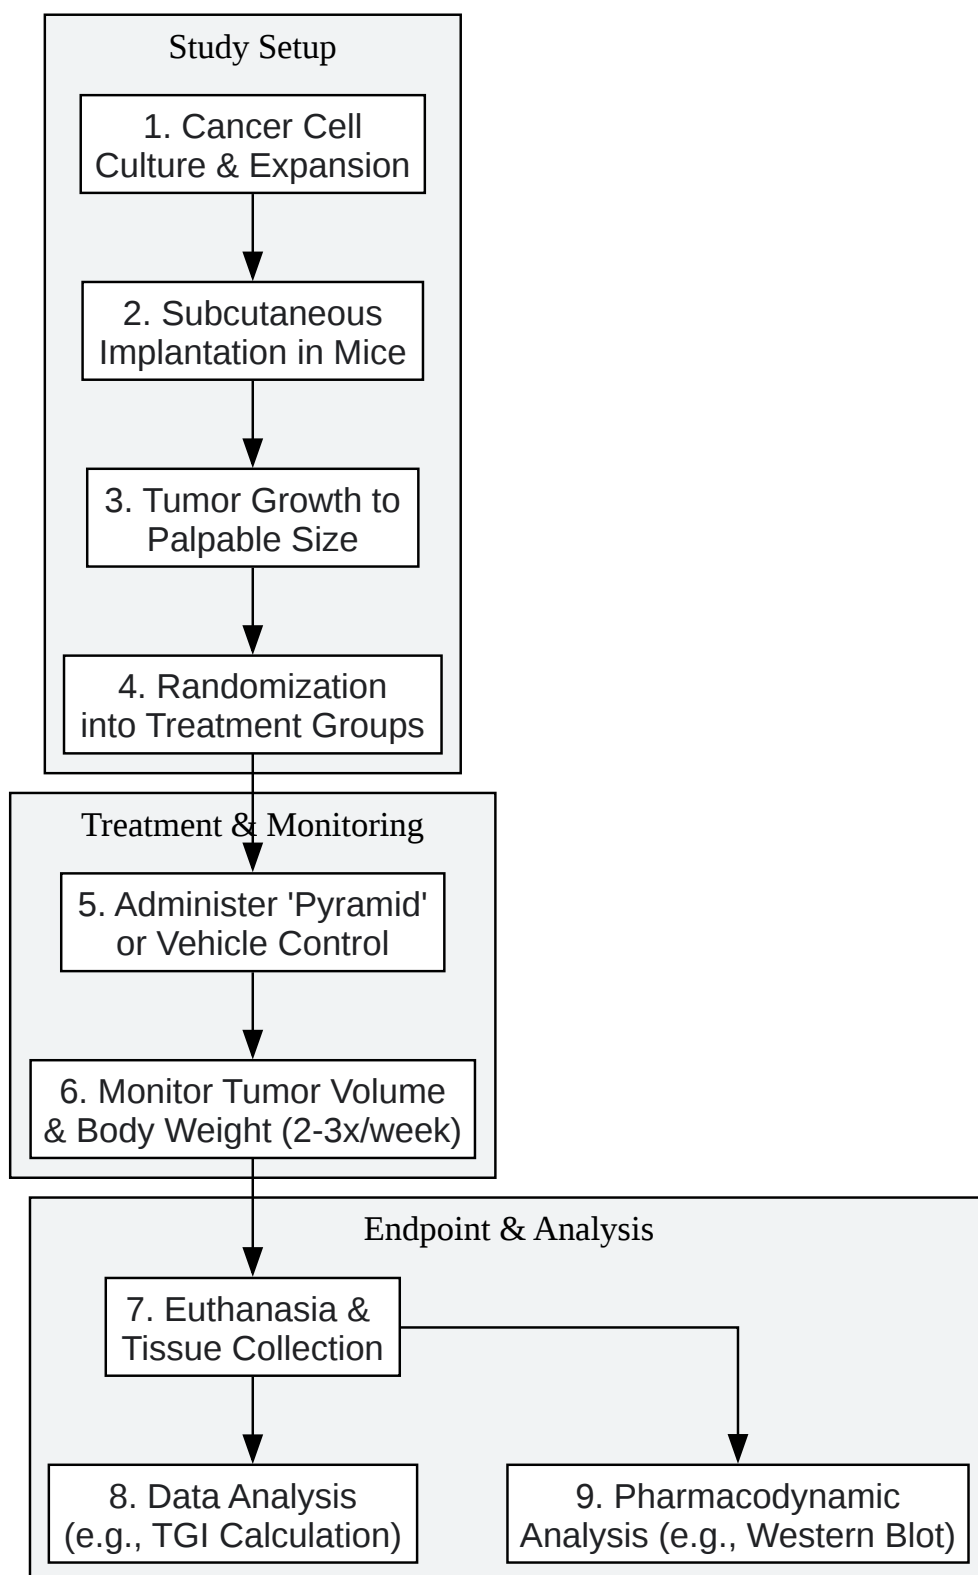 Study Setup
1. Cancer Cell
Culture & Expansion
2. Subcutaneous
Implantation in Mice
3. Tumor Growth to
Palpable Size
4. Randomization
into Treatment Groups
Treatment & Monitoring
5. Administer 'Pyramid'
or Vehicle Control
6. Monitor Tumor Volume
& Body Weight (2-3x/week)
Endpoint & Analysis
7. Euthanasia &
Tissue Collection
8. Data Analysis
(e.g., TGI Calculation)
9. Pharmacodynamic
Analysis (e.g., Western Blot)